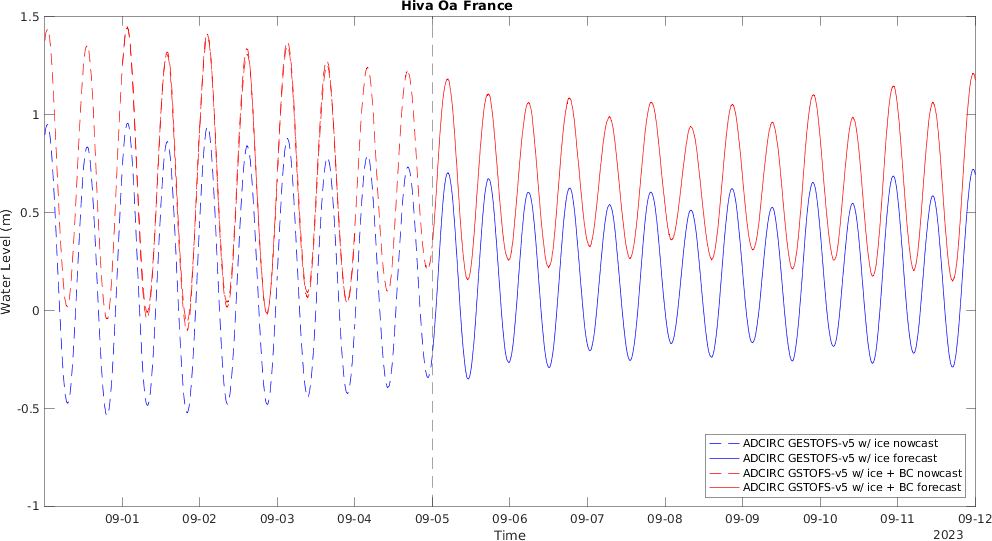 Hiva Oa France
Water Level (m)
1.5
1
0.5
0
-0.5
-1
09-01 09-02 09-03 09-04 09-05 09-06 09-07 09-08 09-09 09-10 09-11 09-12
Time
2023
ADCIRC GESTOFS-v5 w/ ice nowcast
ADCIRC GESTOFS-v5 w/ ice forecast
ADCIRC GSTOFS-v5 w/ ice + BC nowcast
ADCIRC GSTOFS-v5 w/ ice + BC forecast